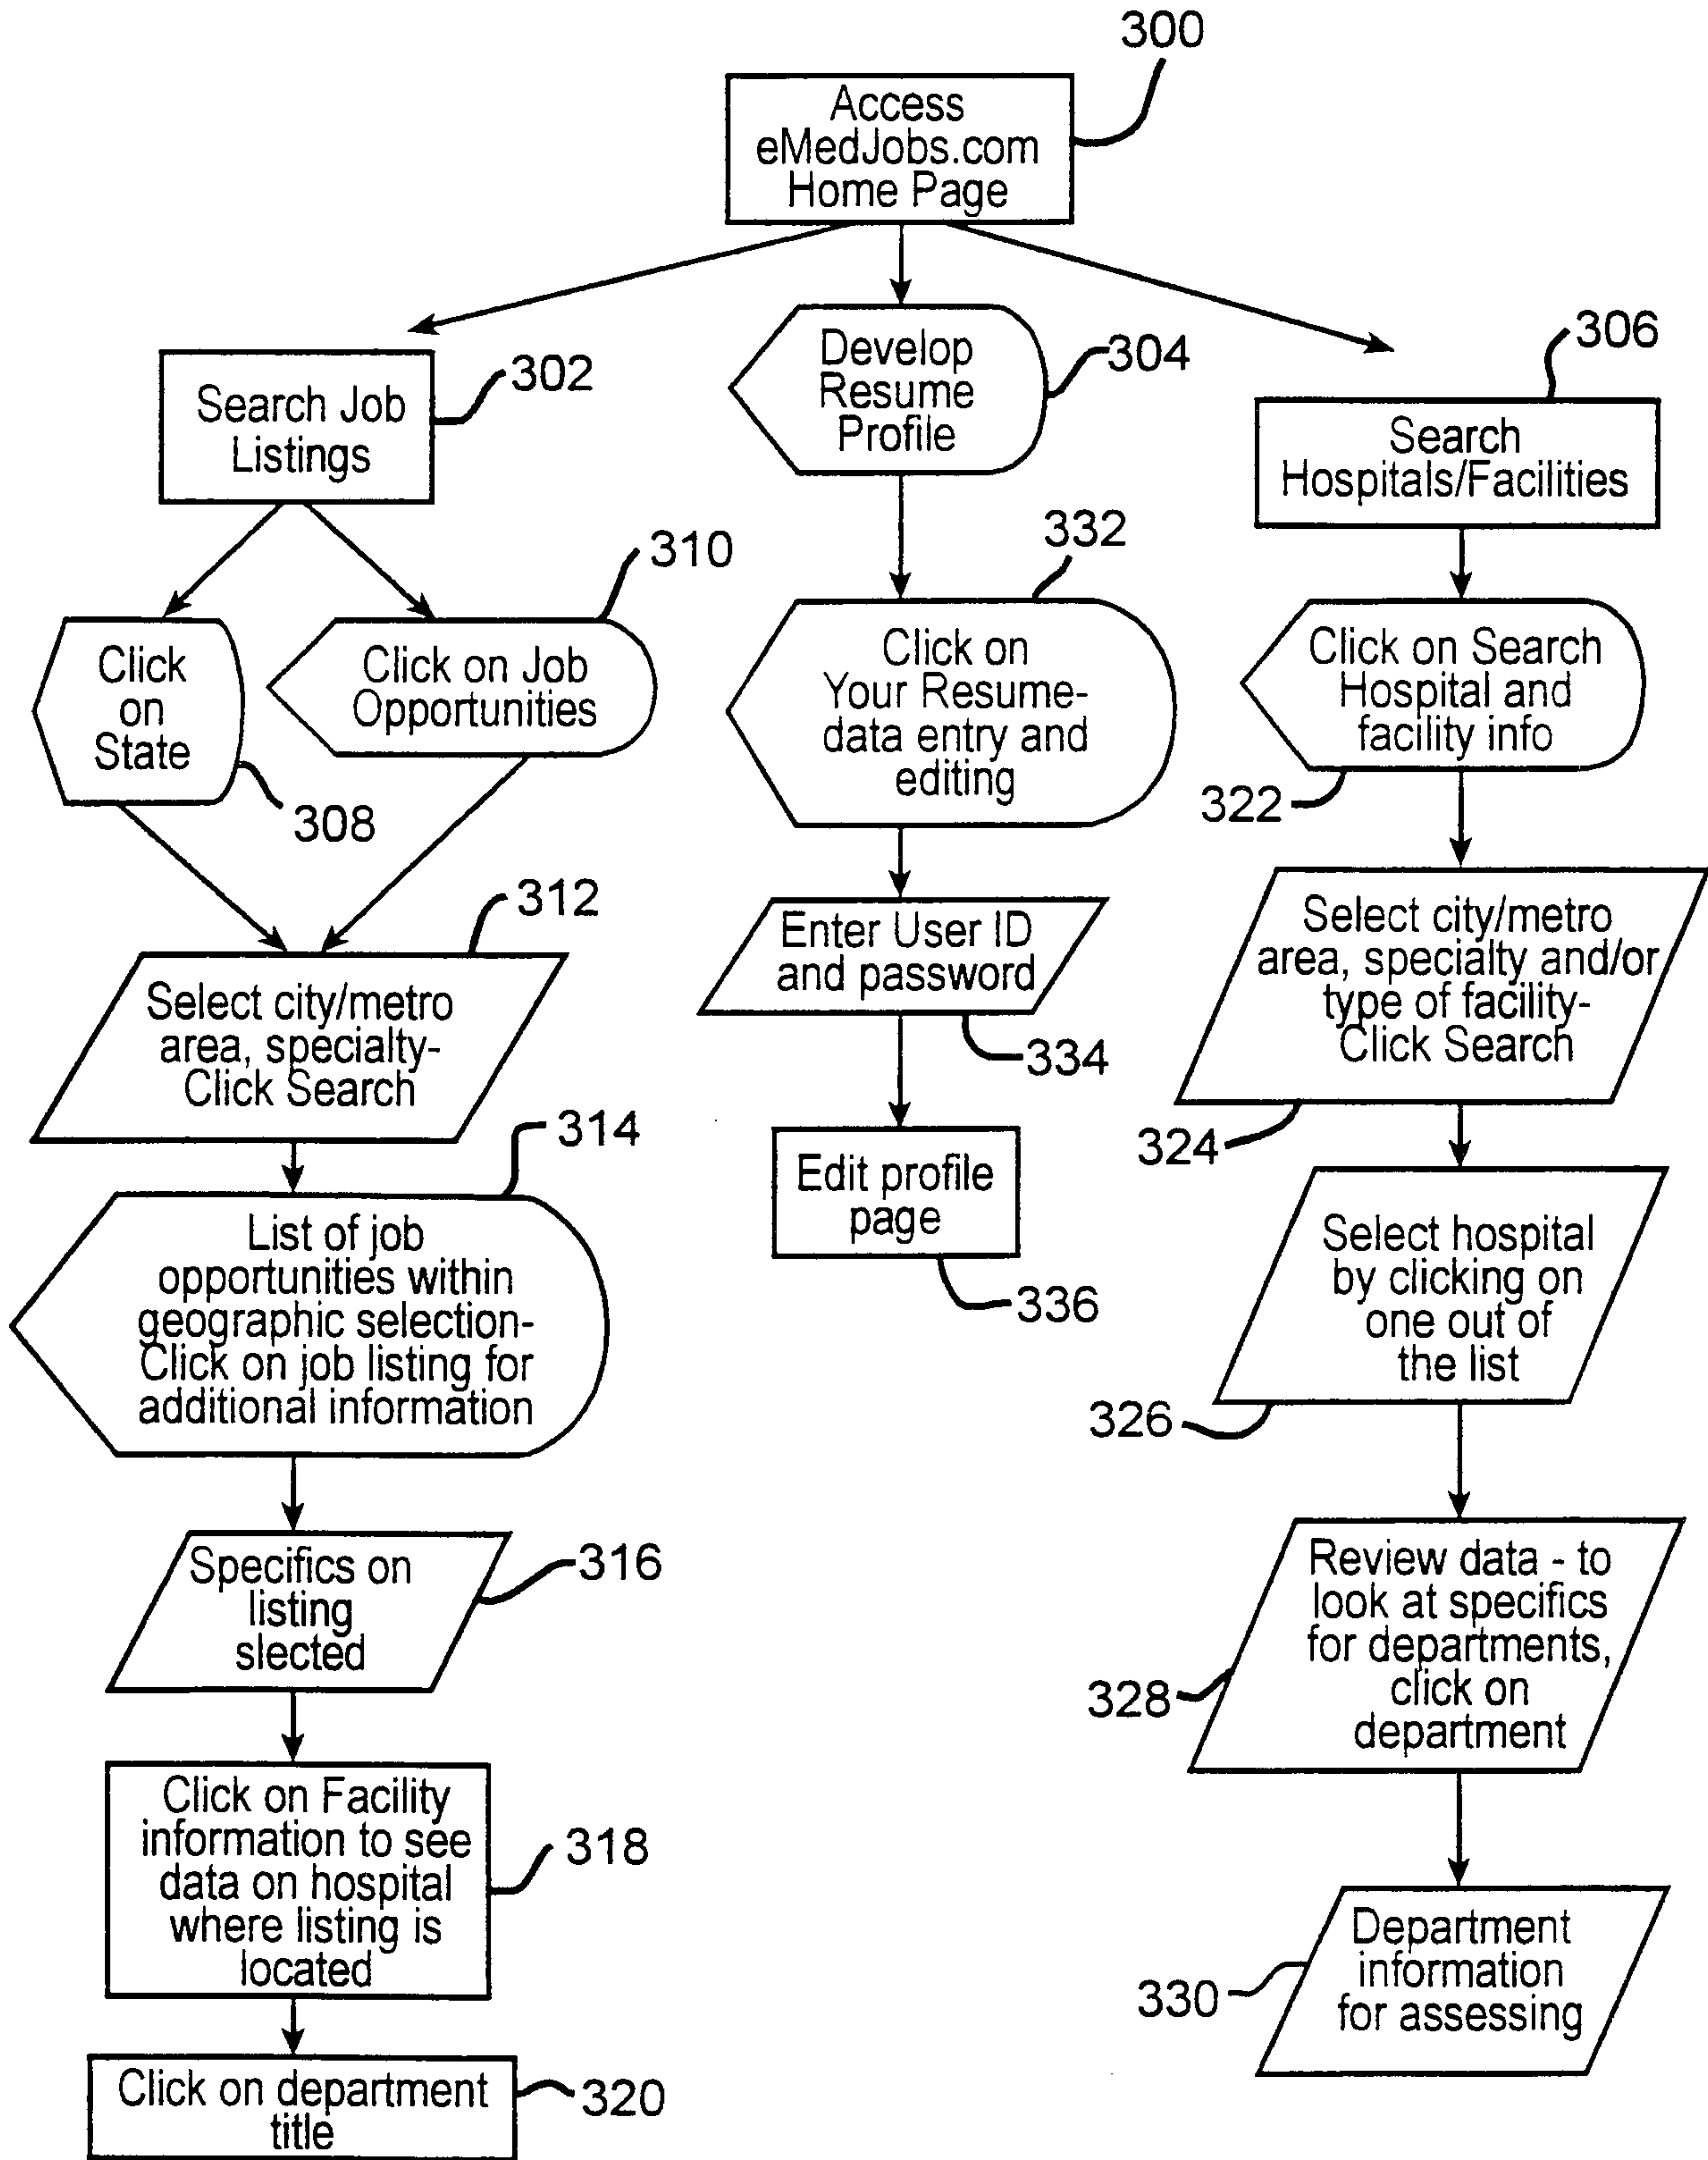 300
Access
eMedJobs.com
Home Page
302
Search Job
Listings
304
Develop
Resume
Profile
306
Search
Hospitals/Facilities
308
Click
on
State
310
Click on Job
Opportunities
312
Select city/metro
area, specialty-
Click Search
314
List of job
opportunities within
geographic selection-
Click on job listing for
additional information
316
Specifics on
listing
slected
318
Click on Facility
information to see
data on hospital
where listing is
located
320
Click on department
title
332
Click on
Your Resume-
data entry and
editing
334
Enter User ID
and password
336
Edit profile
page
322
Click on Search
Hospital and
facility info
324
Select city/metro
area, specialty and/or
type of facility-
Click Search
326
Select hospital
by clicking on
one out of
the list
328
Review data - to
look at specifics
for departments,
click on
department
330
Department
information
for assessing